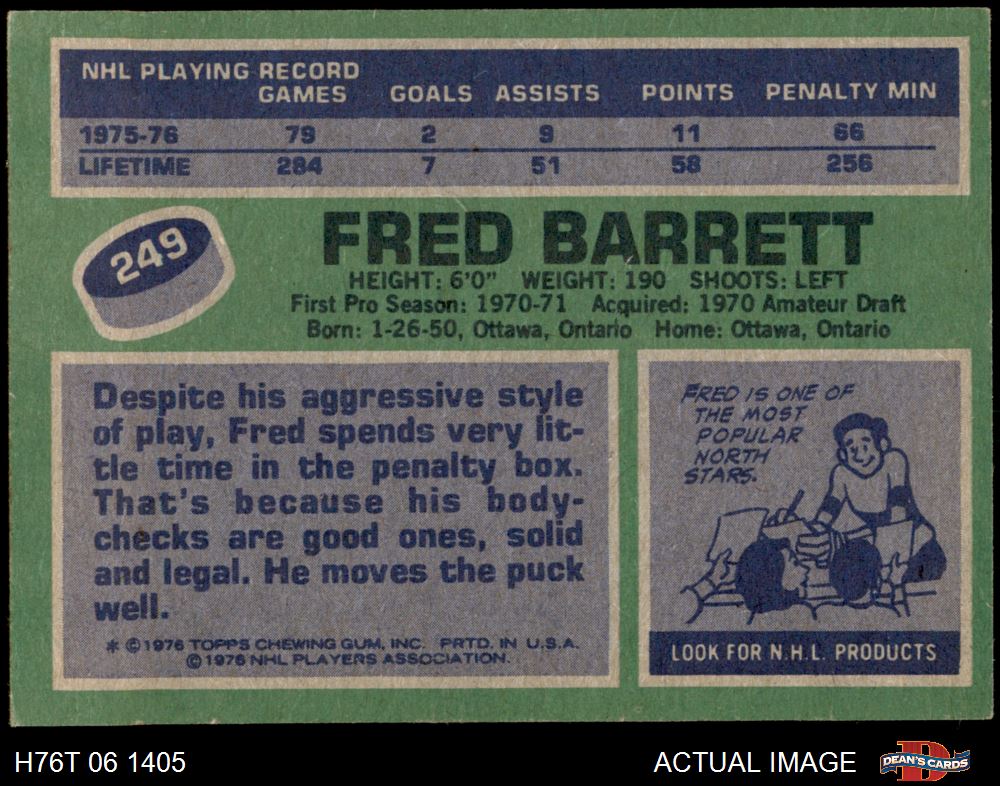 NHL PLAYING RECORD
GAMES GOALS ASSISTS POINTS PENALTY MIN
1975-76 79 2 9 11 66
LIFETIME 284 7 51 58 256
249
FRED BARRETT
HEIGHT: 6'0" WEIGHT: 190 SHOOTS: LEFT
First Pro Season: 1970-71 Acquired: 1970 Amateur Draft
Born: 1-26-50, Ottawa, Ontario Home: Ottawa, Ontario
Despite his aggressive style
of play, Fred spends very lit-
tle time in the penalty box.
That's because his body-
checks are good ones, solid
and legal. He moves the puck
well.
* ©1976 TOPPS CHEWING GUM, INC. PRTD. IN U.S.A.
©1976 NHL PLAYERS ASSOCIATION.
FRED IS ONE OF
THE MOST
POPULAR
NORTH
STARS.
LOOK FOR N.H.L. PRODUCTS
H76T 06 1405 ACTUAL IMAGE
D
DEAN'S CARDS